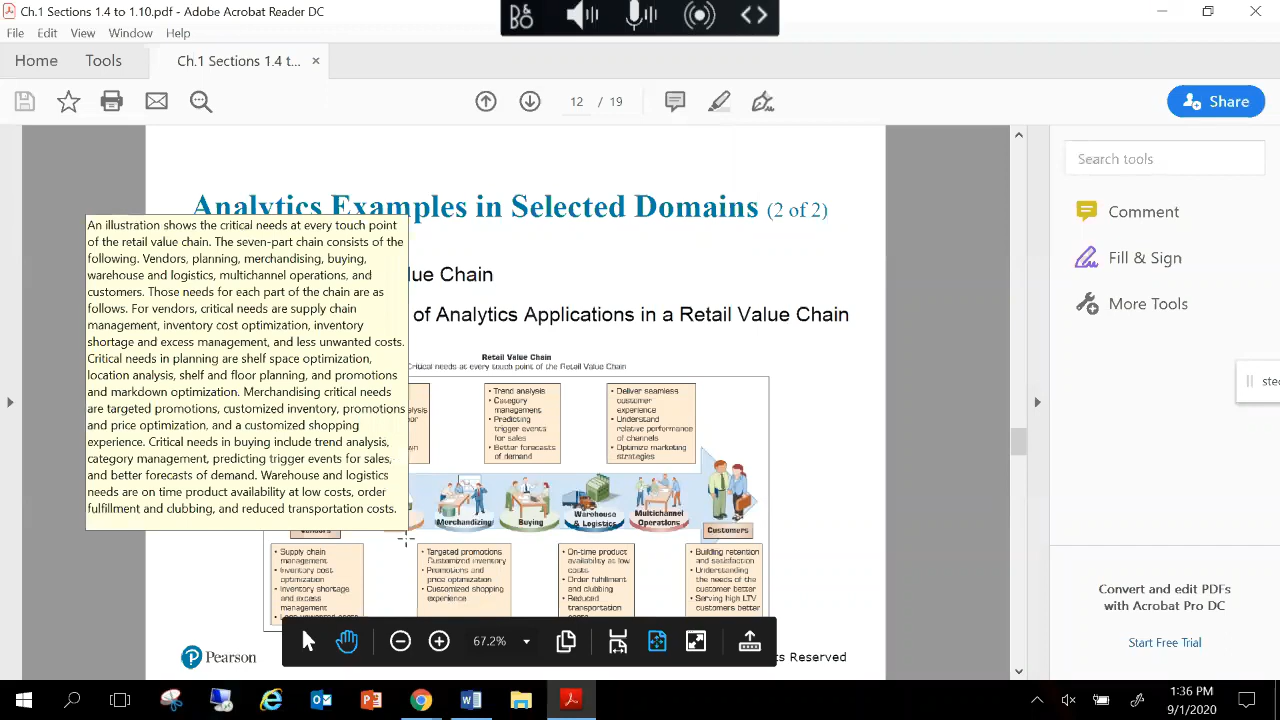 Ch.1 Sections 1.4 to 1.10.pdf - Adobe Acrobat Reader DC
File Edit View Window Help
Home Tools Ch.1 Sections 1.4 t... ×
12 / 19
Share
Analytics Examples in Selected Domains (2 of 2)
lue Chain
of Analytics Applications in a Retail Value Chain
An illustration shows the critical needs at every touch point
of the retail value chain. The seven-part chain consists of the
following. Vendors, planning, merchandising, buying,
warehouse and logistics, multichannel operations, and
customers. Those needs for each part of the chain are as
follows. For vendors, critical needs are supply chain
management, inventory cost optimization, inventory
shortage and excess management, and less unwanted costs.
Critical needs in planning are shelf space optimization,
location analysis, shelf and floor planning, and promotions
and markdown optimization. Merchandising critical needs
are targeted promotions, customized inventory, promotions
and price optimization, and a customized shopping
experience. Critical needs in buying include trend analysis,
category management, predicting trigger events for sales,
and better forecasts of demand. Warehouse and logistics
needs are on time product availability at low costs, order
fulfillment and clubbing, and reduced transportation costs.
Retail Value Chain
Critical needs at every touch point of the Retail Value Chain
• Trend analysis
• Category
management
• Predicting
trigger events
for sales
• Better forecasts
of demand
• Deliver seamless
customer
experience
• Understand
relative performance
of channels
• Optimize marketing
strategies
Vendors
Merchandizing
Buying
Warehouse
& Logistics
Multichannel
Operations
Customers
• Supply chain
management
• Inventory cost
optimization
• Inventory shortage
and excess
management
• Less unwanted costs
• Targeted promotions
• Customized inventory
• Promotions and
price optimization
• Customized shopping
experience
• On-time product
availability at low
costs
• Order fulfillment
and clubbing
• Reduced
transportation
costs
• Building retention
and satisfaction
• Understanding
the needs of the
customer better
• Serving high LTV
customers better
Pearson
ts Reserved
67.2%
Search tools
Comment
Fill & Sign
More Tools
stec
Convert and edit PDFs
with Acrobat Pro DC
Start Free Trial
1:36 PM
9/1/2020